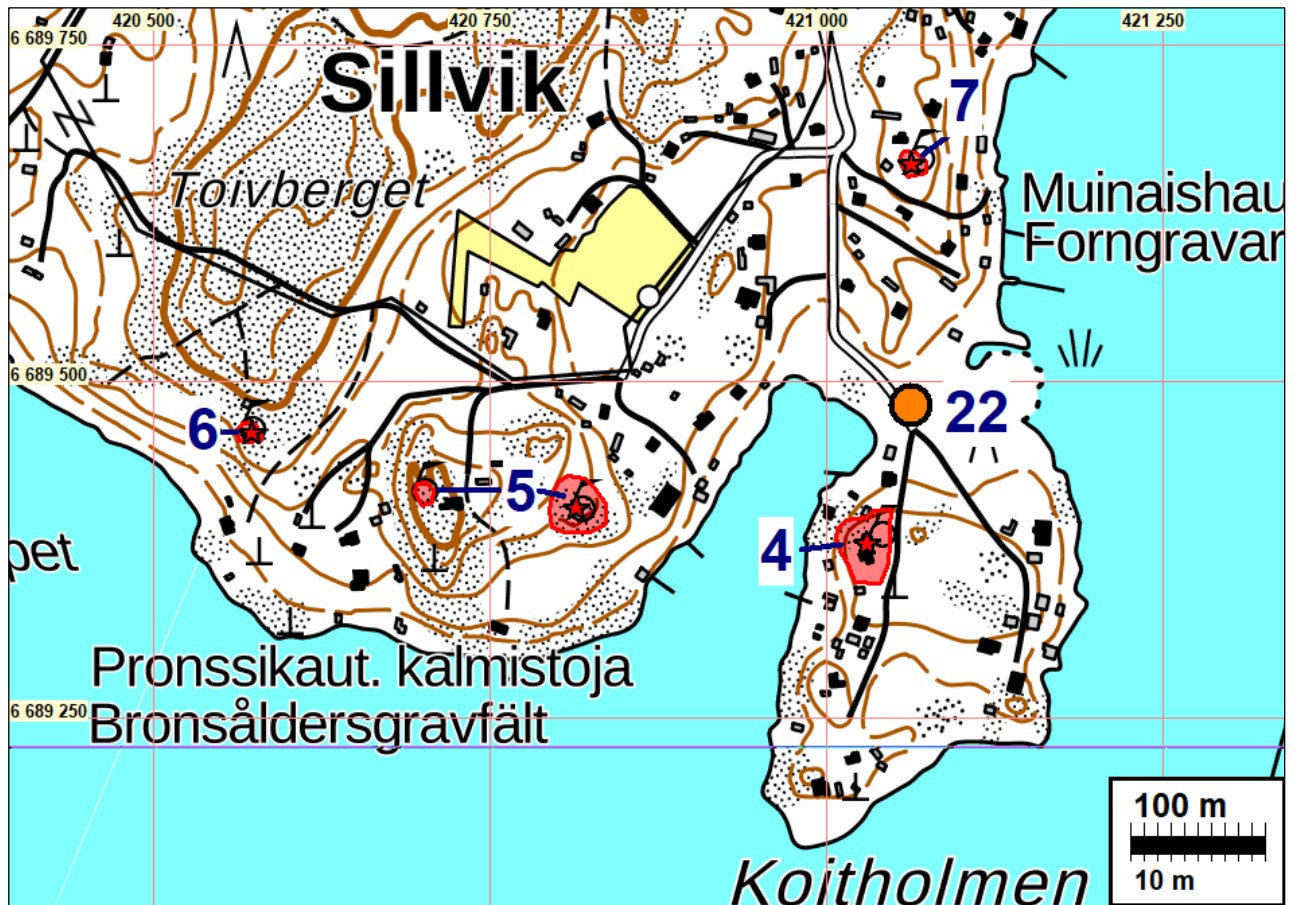 420 500
420 750
421 000
421 250
6 689 750
Sillvik
7
Toivberget
Muinaishau
Forngravar
6 689 500
22
6
5
4
pet
Pronssikaut. kalmistoja
Bronsåldersgravfält
6 689 250
100 m
10 m
Koitholmen